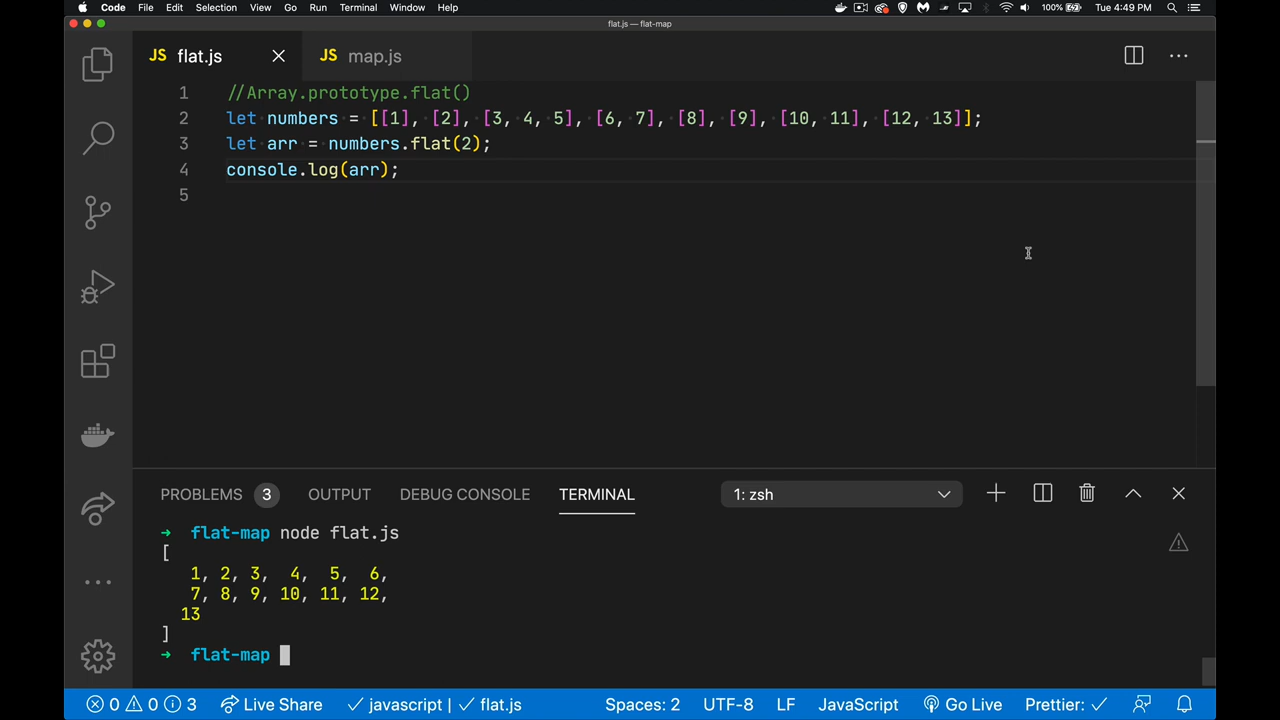 Code File Edit Selection View Go Run Terminal Window Help 100% Tue 4:49 PM
flat.js — flat-map
JS flat.js JS map.js
1 //Array.prototype.flat()
2 let numbers = [[1], [2], [3, 4, 5], [6, 7], [8], [9], [10, 11], [12, 13]];
3 let arr = numbers.flat(2);
4 console.log(arr);
5
PROBLEMS 3 OUTPUT DEBUG CONSOLE TERMINAL 1: zsh
→ flat-map node flat.js
[
1, 2, 3, 4, 5, 6,
7, 8, 9, 10, 11, 12,
13
]
→ flat-map
0 0 3 Live Share ✓ javascript | ✓ flat.js Spaces: 2 UTF-8 LF JavaScript Go Live Prettier: ✓